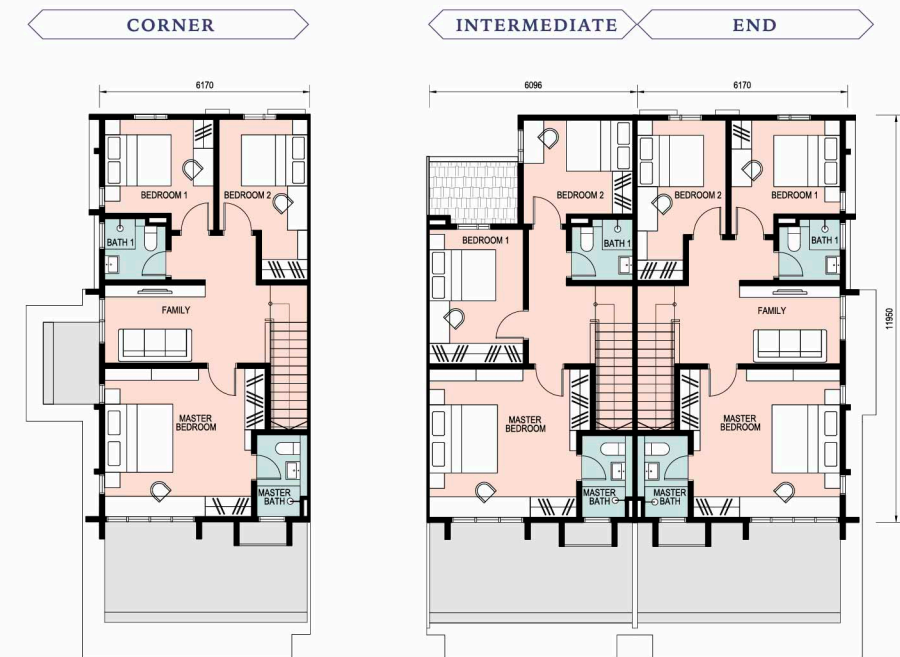 CORNER
INTERMEDIATE
END
6170
6096
6170
BEDROOM 1
BEDROOM 2
BATH 1
FAMILY
MASTER
BEDROOM
MASTER
BATH
BEDROOM 2
BEDROOM 1
BATH 1
MASTER
BEDROOM
MASTER
BATH
BEDROOM 2
BEDROOM 1
BATH 1
FAMILY
MASTER
BEDROOM
MASTER
BATH
11950